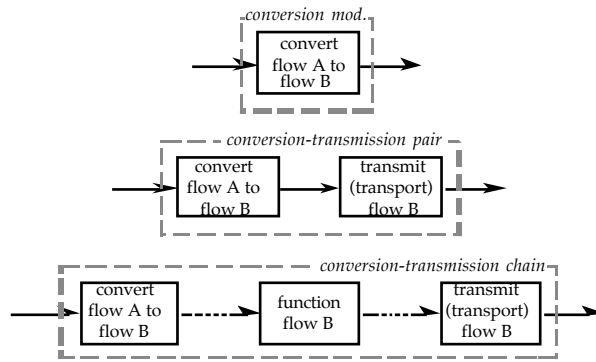 conversion mod.
convert
flow A to
flow B
conversion-transmission pair
convert
flow A to
flow B
transmit
(transport)
flow B
conversion-transmission chain
convert
flow A to
flow B
function
flow B
transmit
(transport)
flow B